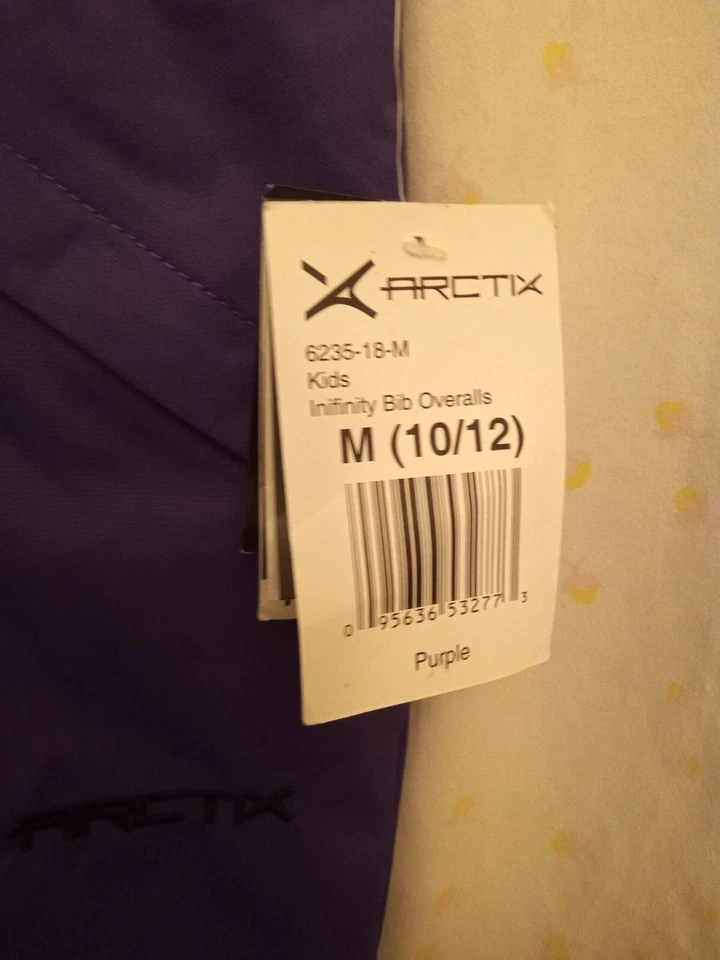 ARCTIX
6235-18-M
Kids
Inifinity Bib Overalls
M (10/12)
0 95636 53277 3
Purple
ARCTIX